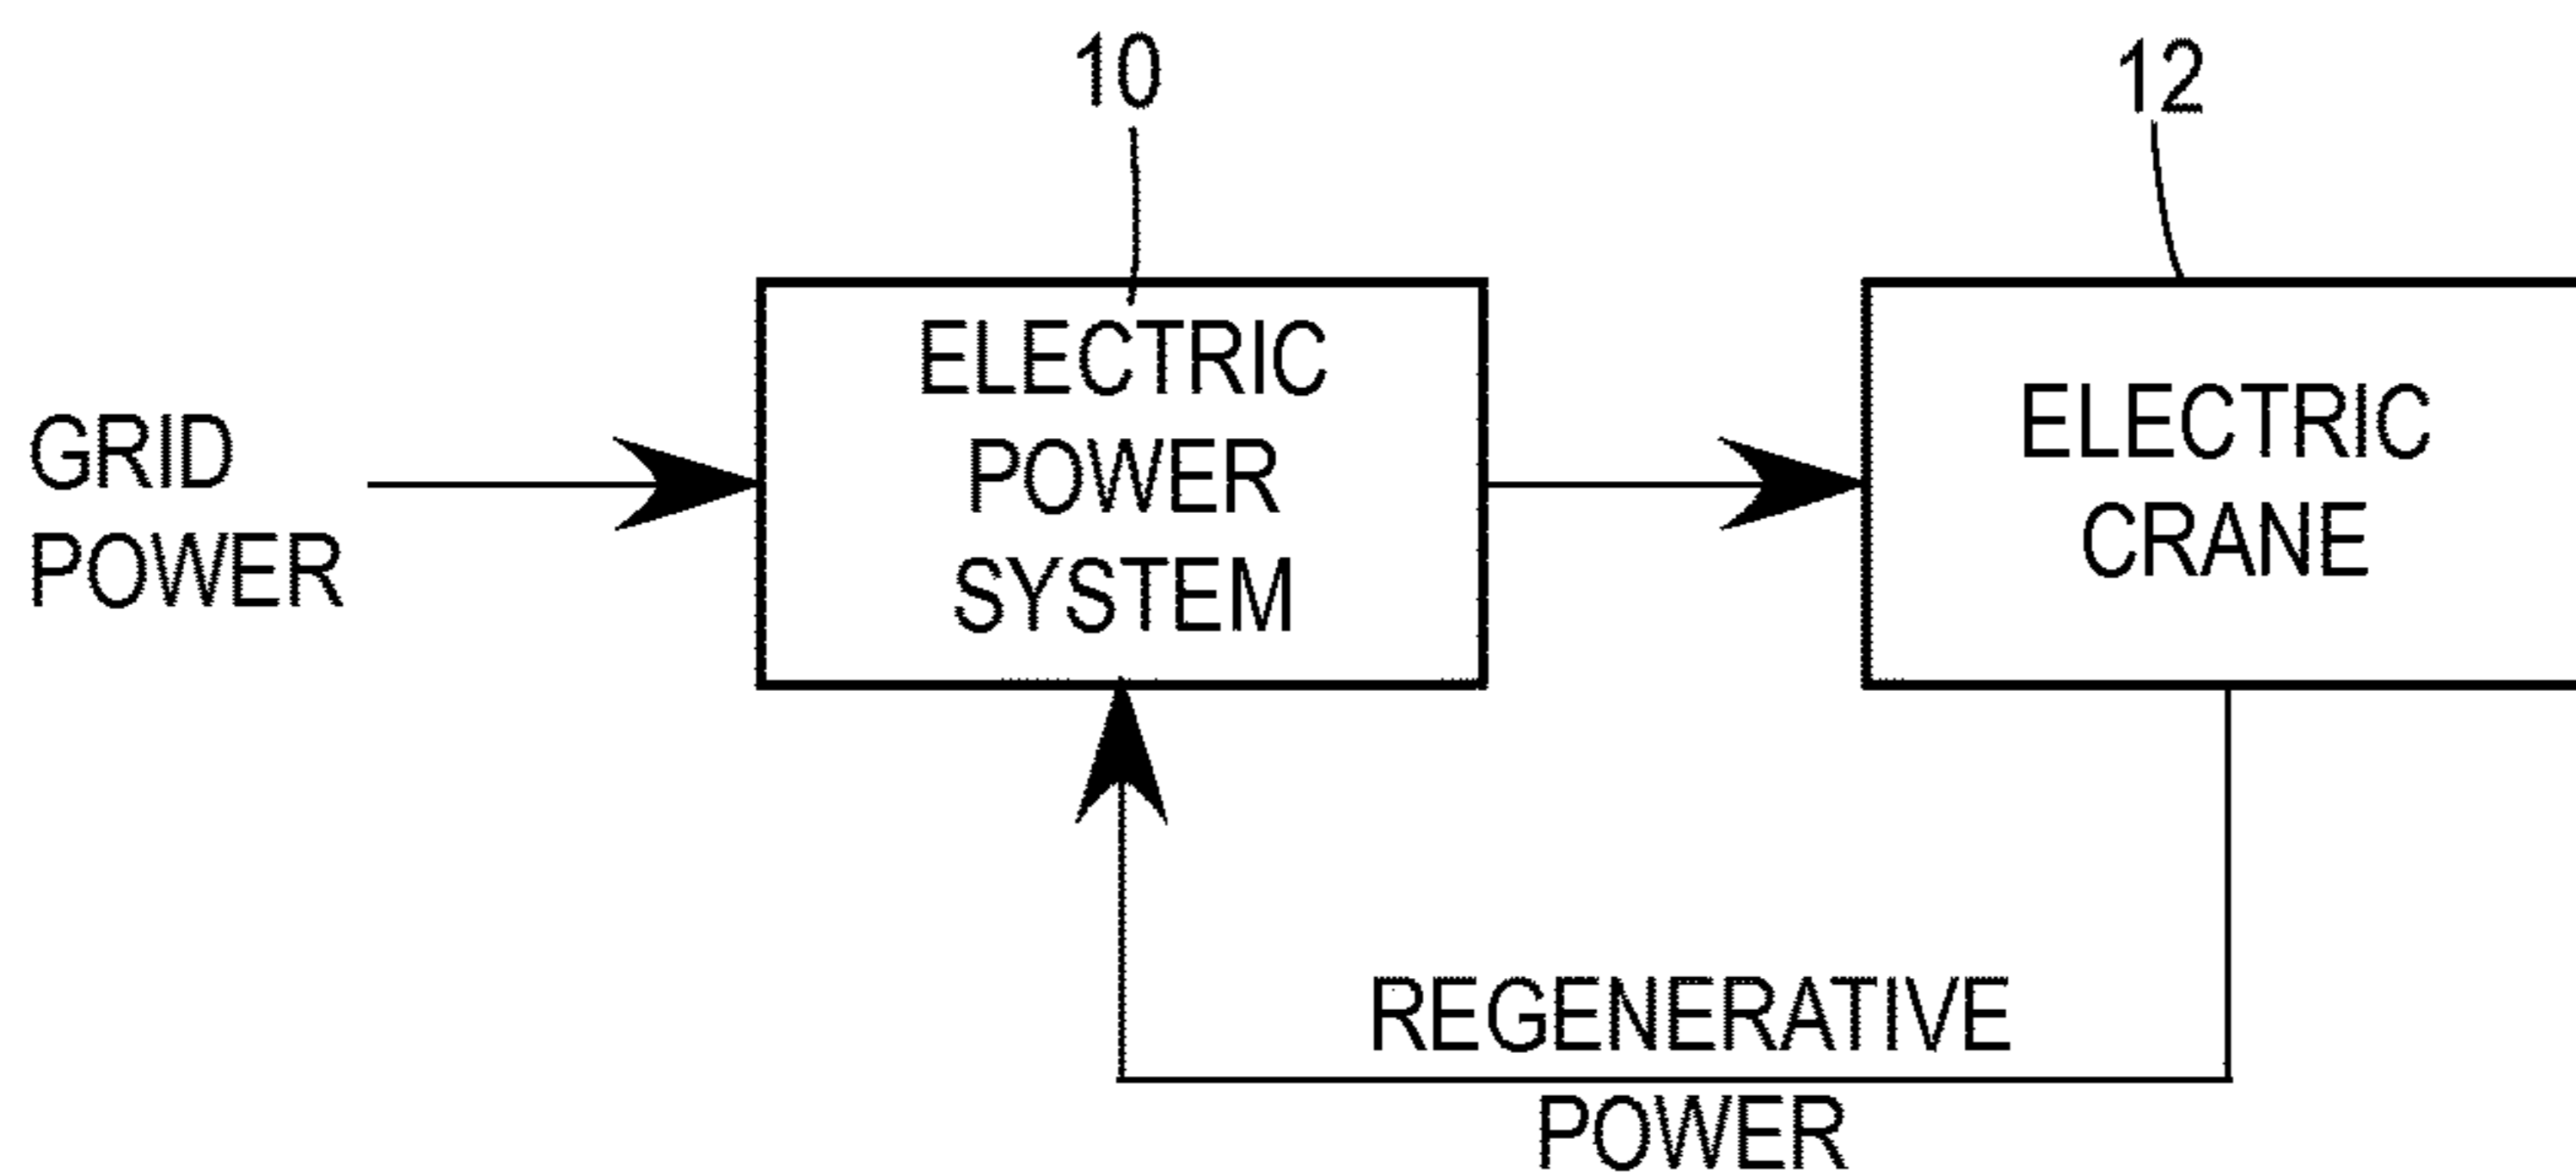 10
12
GRID
POWER
ELECTRIC
POWER
SYSTEM
ELECTRIC
CRANE
REGENERATIVE
POWER